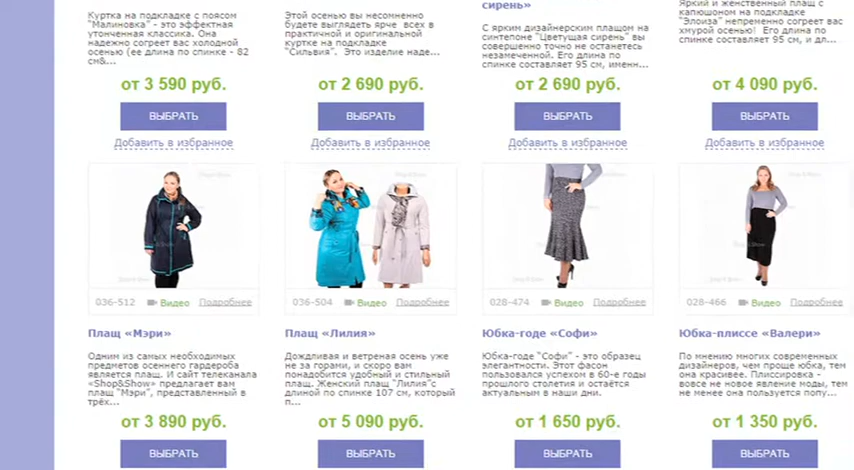 Куртка на подкладке с поясом
"Малиновка" - это эффектная
утонченная классика. Она
надежно согреет вас холодной
осенью (ее длина по спинке - 82
см&...
от 3 590 руб.
ВЫБРАТЬ
Добавить в избранное
Этой осенью вы несомненно
будете выглядеть ярче всех в
практичной и оригинальной
куртке на подкладке
"Сильвия". Это изделие наде...
от 2 690 руб.
ВЫБРАТЬ
Добавить в избранное
сирень»
С ярким дизайнерским плащом на
синтепоне "Цветущая сирень" вы
совершенно точно не останетесь
незамеченной. Его длина по
спинке составляет 95 см, именн...
от 2 690 руб.
ВЫБРАТЬ
Добавить в избранное
Яркий и женственный плащ с
капюшоном на подкладке
"Элоиза" непременно согреет вас
хмурой осенью! Его длина по
спинке составляет 95 см, и дл...
от 4 090 руб.
ВЫБРАТЬ
Добавить в избранное
036-512 Видео Подробнее
Плащ «Мэри»
Одним из самых необходимых
предметов осеннего гардероба
является плащ. И сайт телеканала
«Shop&Show» предлагает вам
плащ "Мэри", представленный в
трёх...
от 3 890 руб.
ВЫБРАТЬ
036-504 Видео Подробнее
Плащ «Лилия»
Дождливая и ветреная осень уже
не за горами, и скоро вам
понадобится удобный и стильный
плащ. Женский плащ "Лилия"с
длиной по спинке 107 см, который
п...
от 5 090 руб.
ВЫБРАТЬ
028-474 Видео Подробнее
Юбка-годе «Софи»
Юбка-годе "Софи" - это образец
элегантности. Этот фасон
пользовался успехом в 60-е годы
прошлого столетия и остаётся
актуальным в наши дни.
от 1 650 руб.
ВЫБРАТЬ
028-466 Видео Подробнее
Юбка-плиссе «Валери»
По мнению многих современных
дизайнеров, чем проще юбка, тем
она красивее. Плиссировка -
вовсе не новое явление моды, тем
не менее она пользуется попу...
от 1 350 руб.
ВЫБРАТЬ